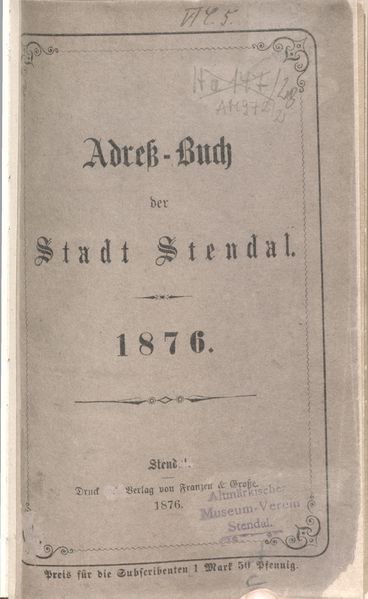 Adreß-Buch
der
Stadt Stendal.
1876.
Stendal.
Druck Verlag von Franzen & Große.
1876.
Altmärkischer
Museum-Verein
Stendal.
Preis für die Subscribenten 1 Mark 50 Pfennig.